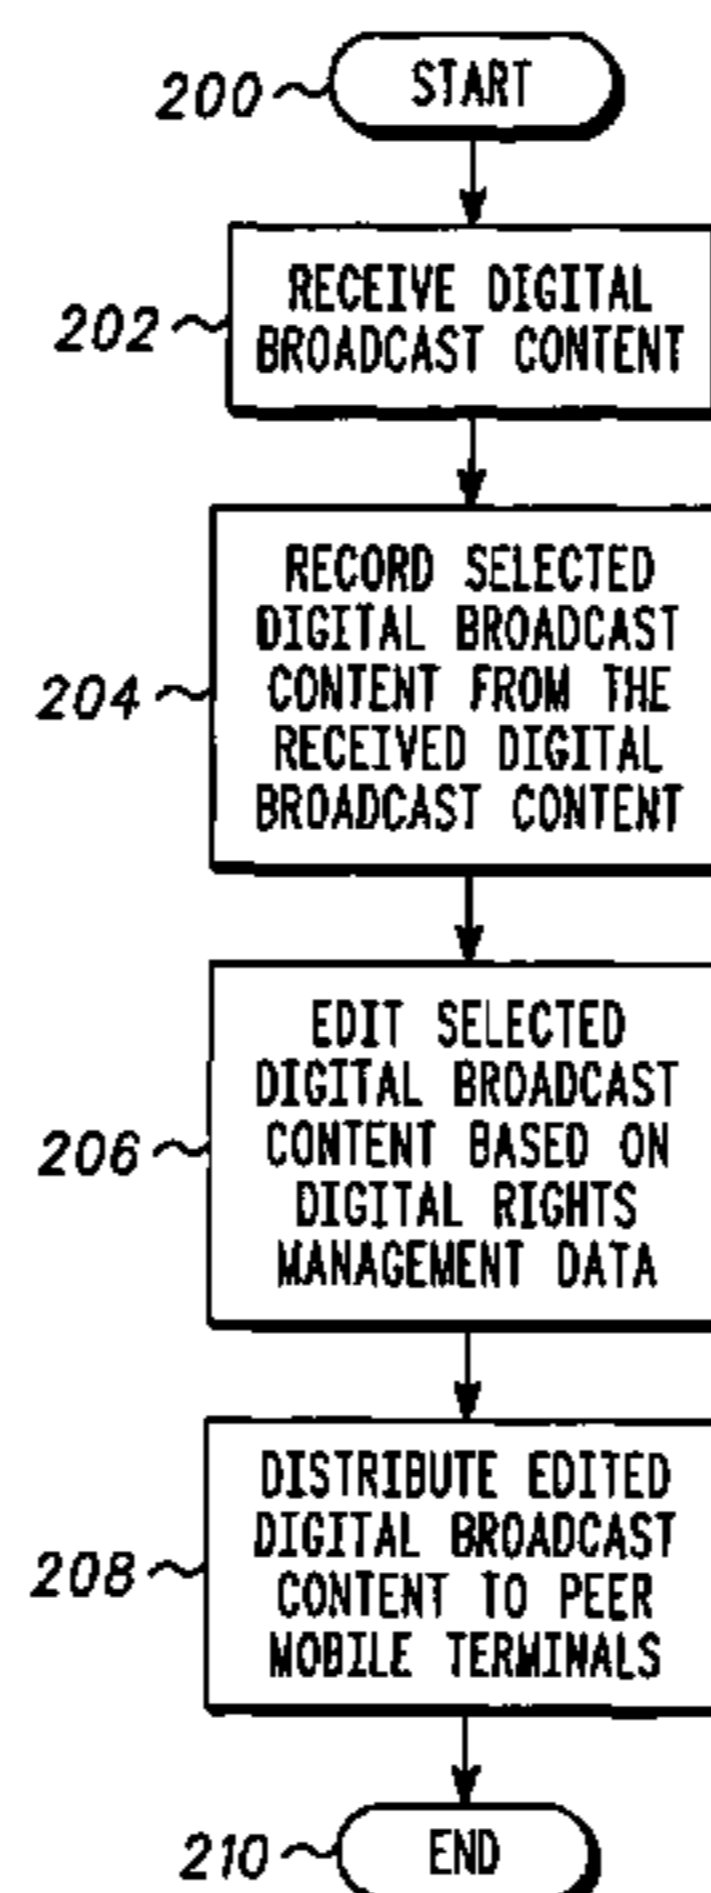 200 START
202 RECEIVE DIGITAL
BROADCAST CONTENT
204 RECORD SELECTED
DIGITAL BROADCAST
CONTENT FROM THE
RECEIVED DIGITAL
BROADCAST CONTENT
206 EDIT SELECTED
DIGITAL BROADCAST
CONTENT BASED ON
DIGITAL RIGHTS
MANAGEMENT DATA
208 DISTRIBUTE EDITED
DIGITAL BROADCAST
CONTENT TO PEER
MOBILE TERMINALS
210 END